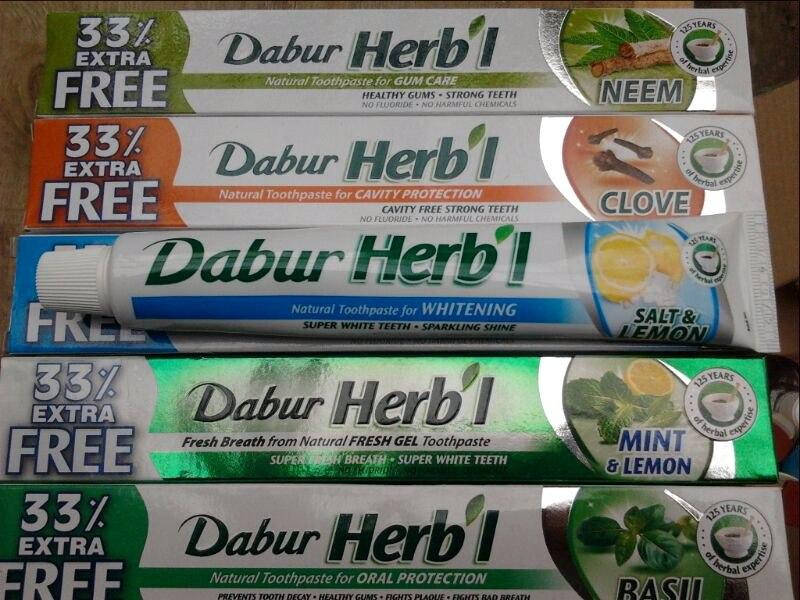 33% EXTRA FREE
Dabur Herb'l
Natural Toothpaste for GUM CARE
HEALTHY GUMS • STRONG TEETH
NO FLUORIDE • NO HARMFUL CHEMICALS
NEEM
125 YEARS of herbal expertise
33% EXTRA FREE
Dabur Herb'l
Natural Toothpaste for CAVITY PROTECTION
CAVITY FREE STRONG TEETH
NO FLUORIDE • NO HARMFUL CHEMICALS
CLOVE
125 YEARS of herbal expertise
FREE
Dabur Herb'l
Natural Toothpaste for WHITENING
SUPER WHITE TEETH • SPARKLING SHINE
SALT & LEMON
125 YEARS of herbal expertise
33% EXTRA FREE
Dabur Herb'l
Fresh Breath from Natural FRESH GEL Toothpaste
SUPER FRESH BREATH • SUPER WHITE TEETH
MINT & LEMON
125 YEARS of herbal expertise
33% EXTRA FREE
Dabur Herb'l
Natural Toothpaste for ORAL PROTECTION
PREVENTS TOOTH DECAY • HEALTHY GUMS • FIGHTS PLAQUE • FIGHTS BAD BREATH
BASIL
125 YEARS of herbal expertise